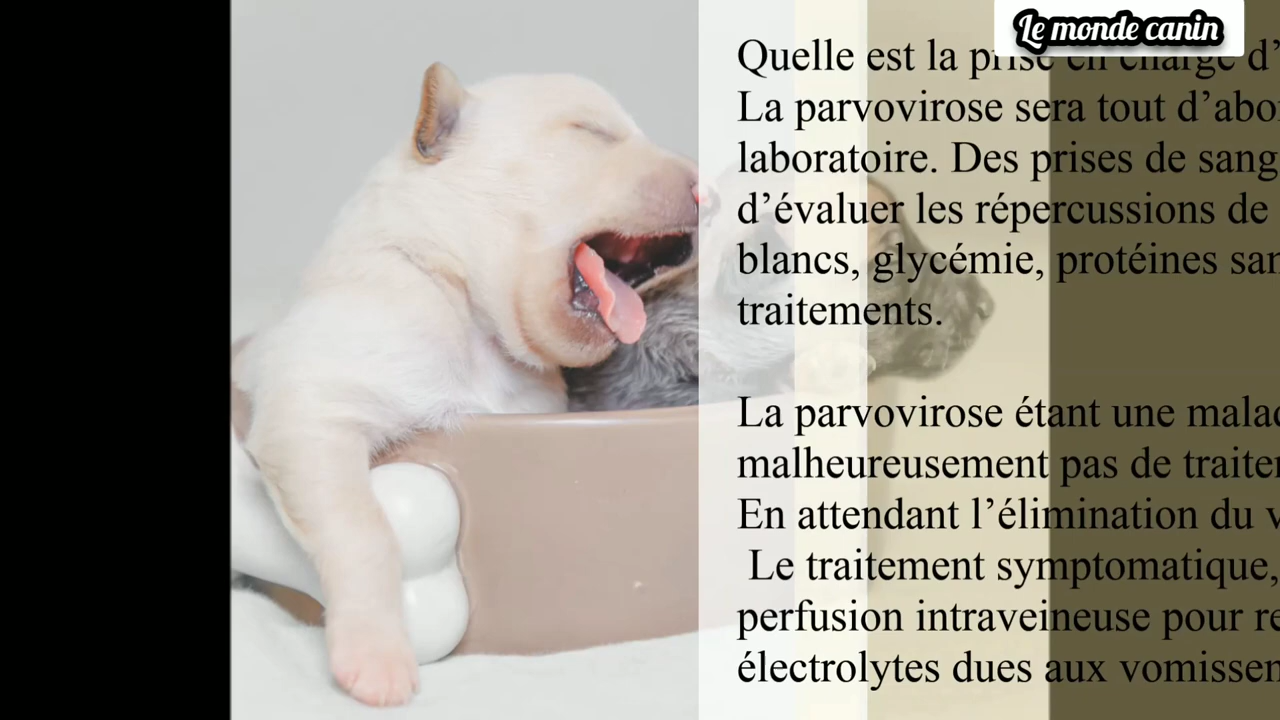 Le monde canin
Quelle est la prise en charge d'
La parvovirose sera tout d'abo
laboratoire. Des prises de sang
d'évaluer les répercussions de
blancs, glycémie, protéines san
traitements.
La parvovirose étant une malad
malheureusement pas de traiten
En attendant l'élimination du v
Le traitement symptomatique,
perfusion intraveineuse pour re
électrolytes dues aux vomissen